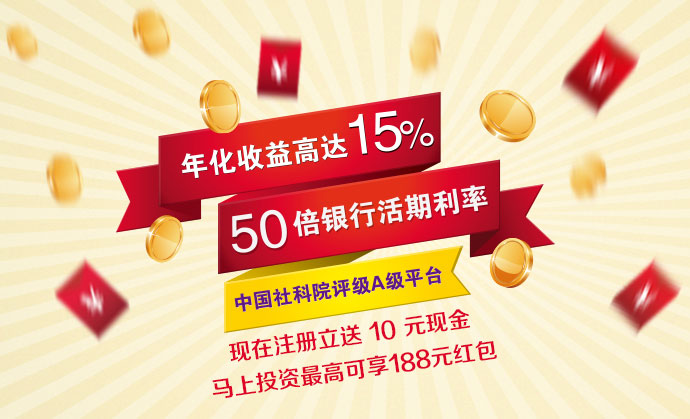 年化收益高达15%
50倍银行活期利率
中国社科院评级A级平台
现在注册立送 10 元现金
马上投资最高可享188元红包